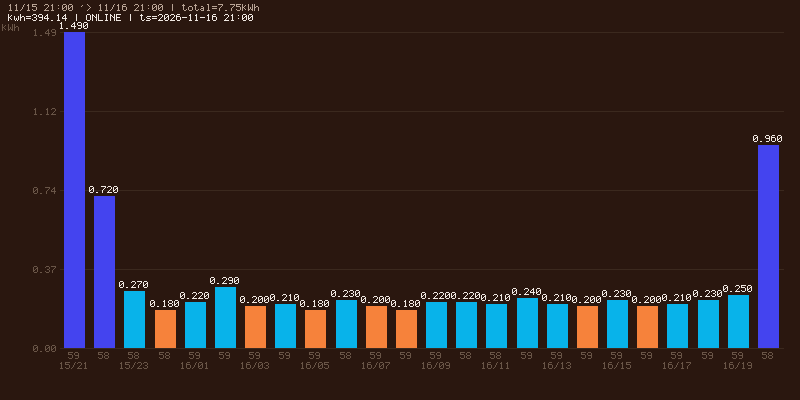 11/15 21:00 -> 11/16 21:00 | total=7.75kWh
Kwh=394.14 | ONLINE | ts=2026-11-16 21:00
kWh
1.49 1.12 0.74 0.37 0.00
1.490 0.720 0.270 0.180 0.220 0.290 0.200 0.210 0.180 0.230 0.200 0.180 0.220 0.220 0.210 0.240 0.210 0.200 0.230 0.200 0.210 0.230 0.250 0.960
59 58 58 58 59 59 59 59 59 58 59 59 59 58 58 59 59 59 59 59 59 59 59 58
15/21 15/23 16/01 16/03 16/05 16/07 16/09 16/11 16/13 16/15 16/17 16/19